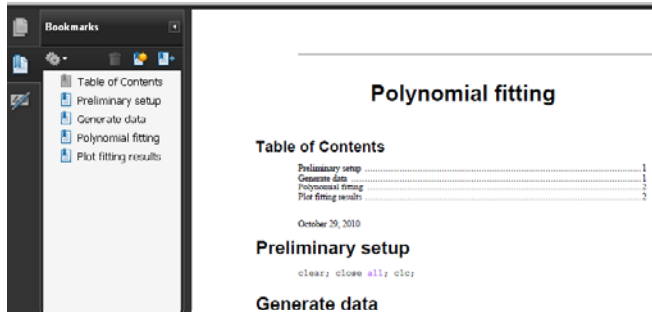 Bookmarks
Table of Contents
Preliminary setup
Generate data
Polynomial fitting
Plot fitting results
Polynomial fitting
Table of Contents
Preliminary setup ........ 1
Generate data ........ 1
Polynomial fitting ........ 2
Plot fitting results ........ 2
October 29, 2010
Preliminary setup
clear; close all; clc;
Generate data